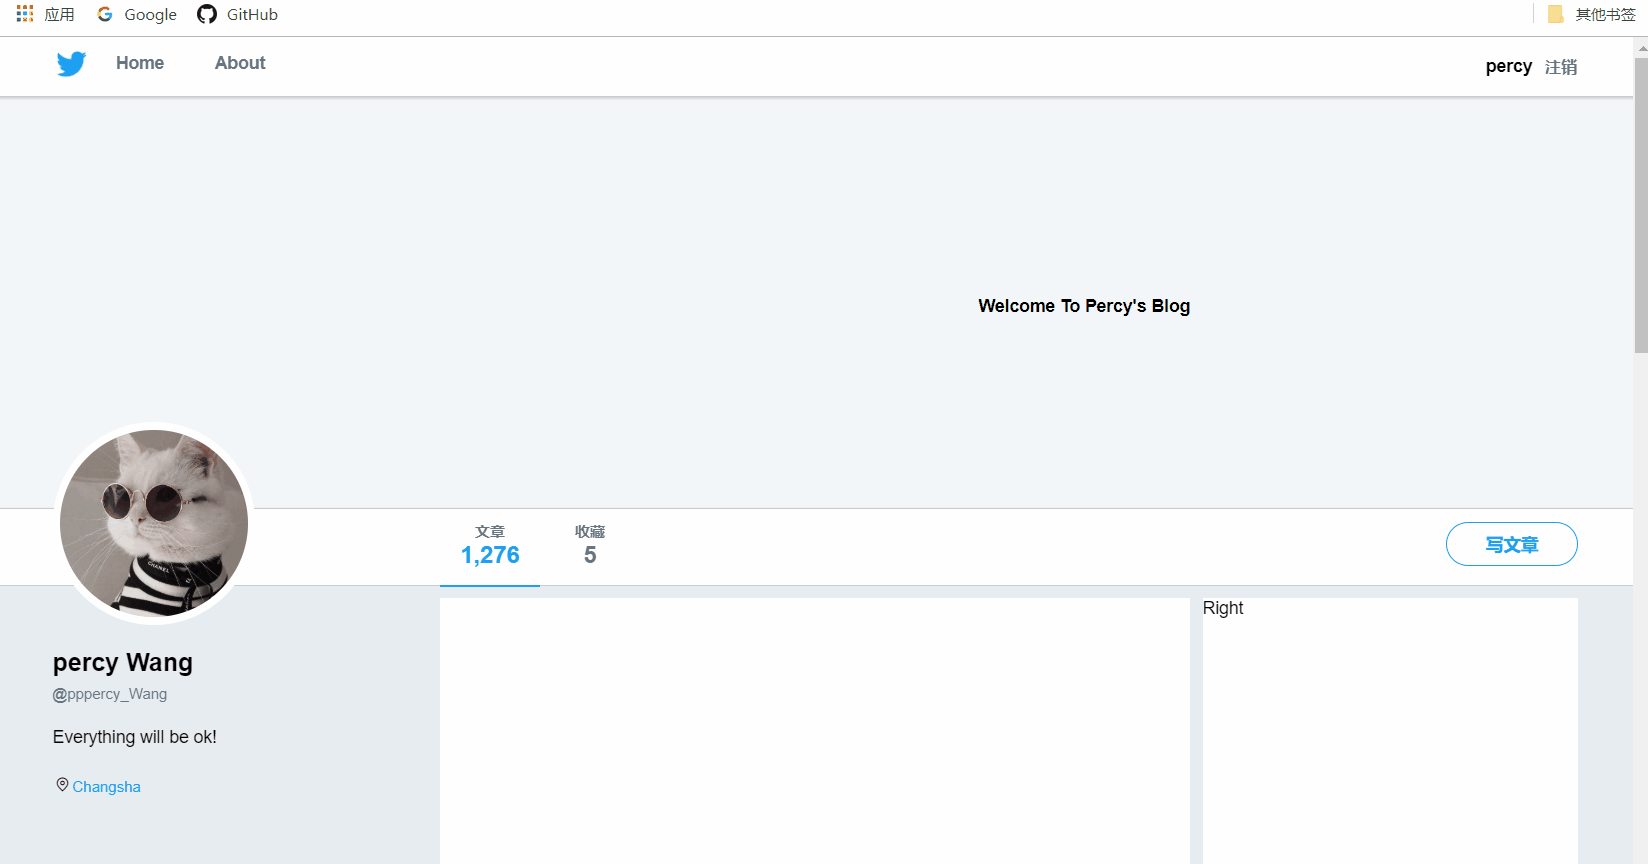 应用 Google GitHub 其他书签
Home About percy 注销
Welcome To Percy's Blog
文章 收藏
1,276 5 写文章
CHANEL
Right
percy Wang
@pppercy_Wang
Everything will be ok!
Changsha